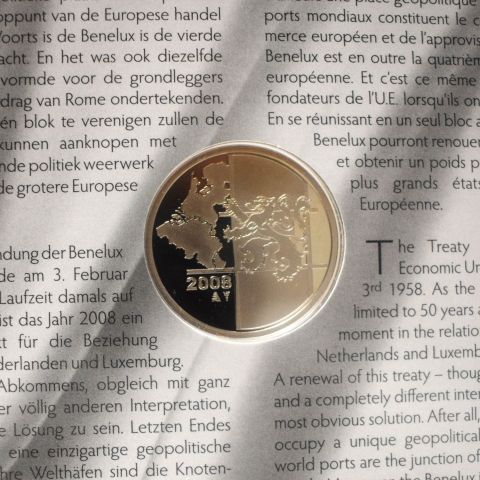 oppunt van de Europese handel
Voorts is de Benelux is de vierde
acht. En het was ook diezelfde
vormde voor de grondleggers
drag van Rome ondertekenden.
én blok te verenigen zullen de
kunnen aanknopen met
nde politiek weerwerk
de grotere Europese
ndung der Benelux
de am 3. Februar
Laufzeit damals auf
ist das Jahr 2008 ein
kt für die Beziehung
derlanden und Luxemburg.
Abkommens, obgleich mit ganz
er völlig anderen Interpretation,
e Lösung zu sein. Letzten Endes
eine einzigartige geopolitische
hre Welthäfen sind die Knoten-
place géopolitique
ports mondiaux constituent le c
merce européen et de l'approvis
Benelux est en outre la quatrièm
européenne. Et c'est ce même
fondateurs de l'U.E. lorsqu'ils on
En se réunissant en un seul bloc a
Benelux pourront renouer
et obtenir un poids p
plus grands états
Européenne.
The Treaty
Economic Un
3rd 1958. As the
limited to 50 years a
moment in the relation
Netherlands and Luxemb
A renewal of this treaty – thoug
and a completely different inter
most obvious solution. After all,
occupy a unique geopolitical
world ports are the junction of
the Benelux i
2008